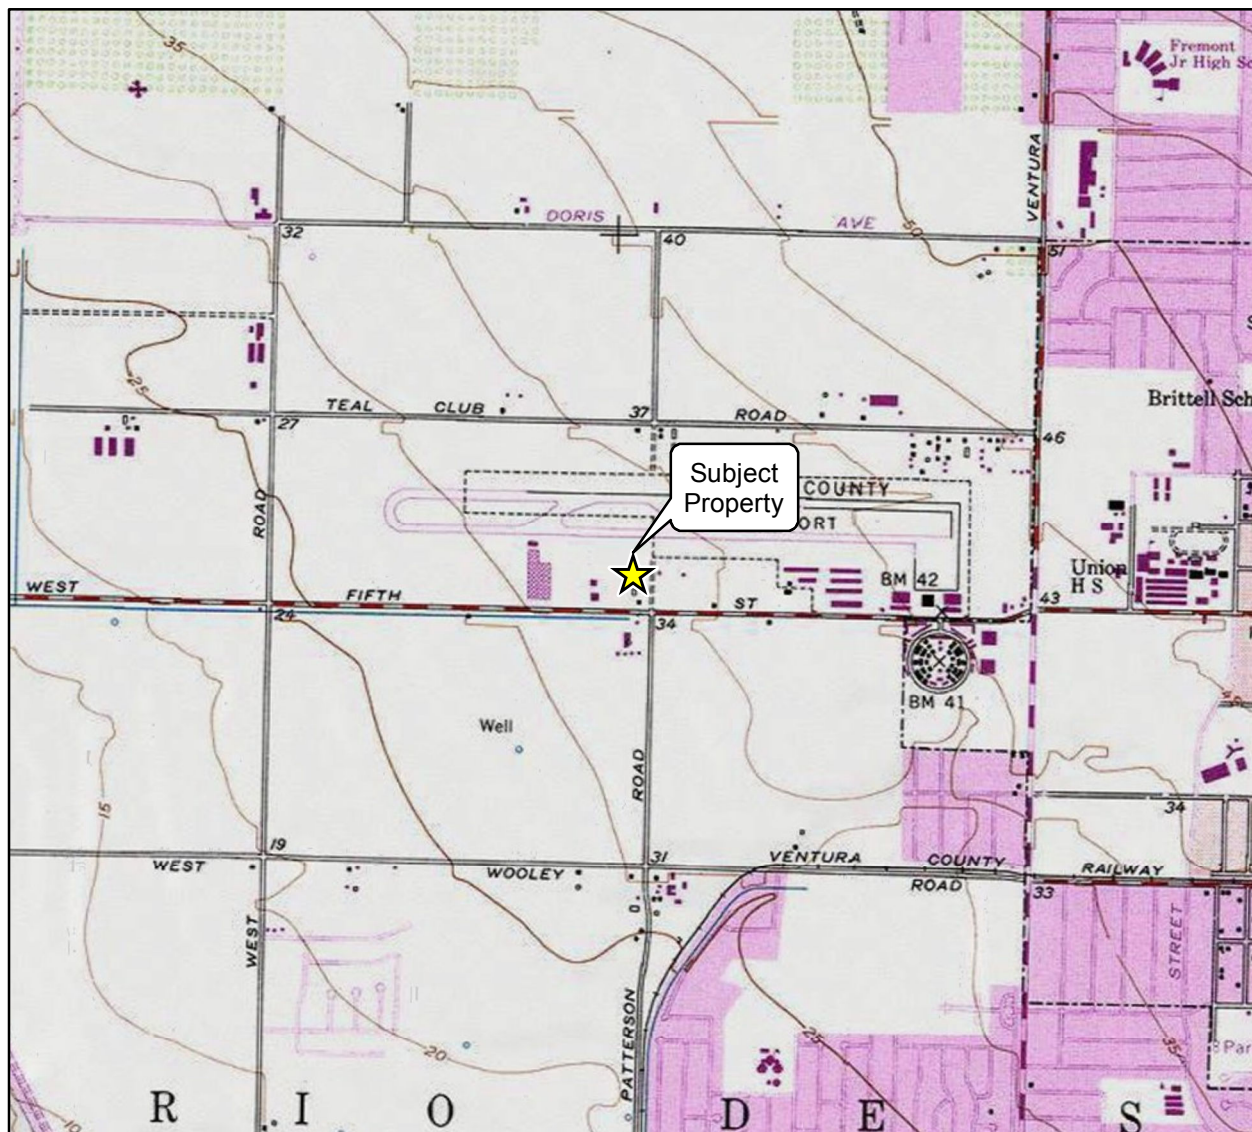 35
Fremont
Jr High Sc
VENTURA
DORIS
AVE
50
32
40
51
25
Brittell Sch
TEAL CLUB
37
ROAD
27
46
Subject
Property
COUNTY
ORT
ROAD
Union
H S
BM 42
WEST
FIFTH
ST
43
24
34
BM 41
Well
ROAD
15
34
19
31
VENTURA
COUNTY
RAILWAY
WEST
WOOLEY
ROAD
33
WEST
STREET
PATTERSON
25
35
20
Par
10
R I O D E S